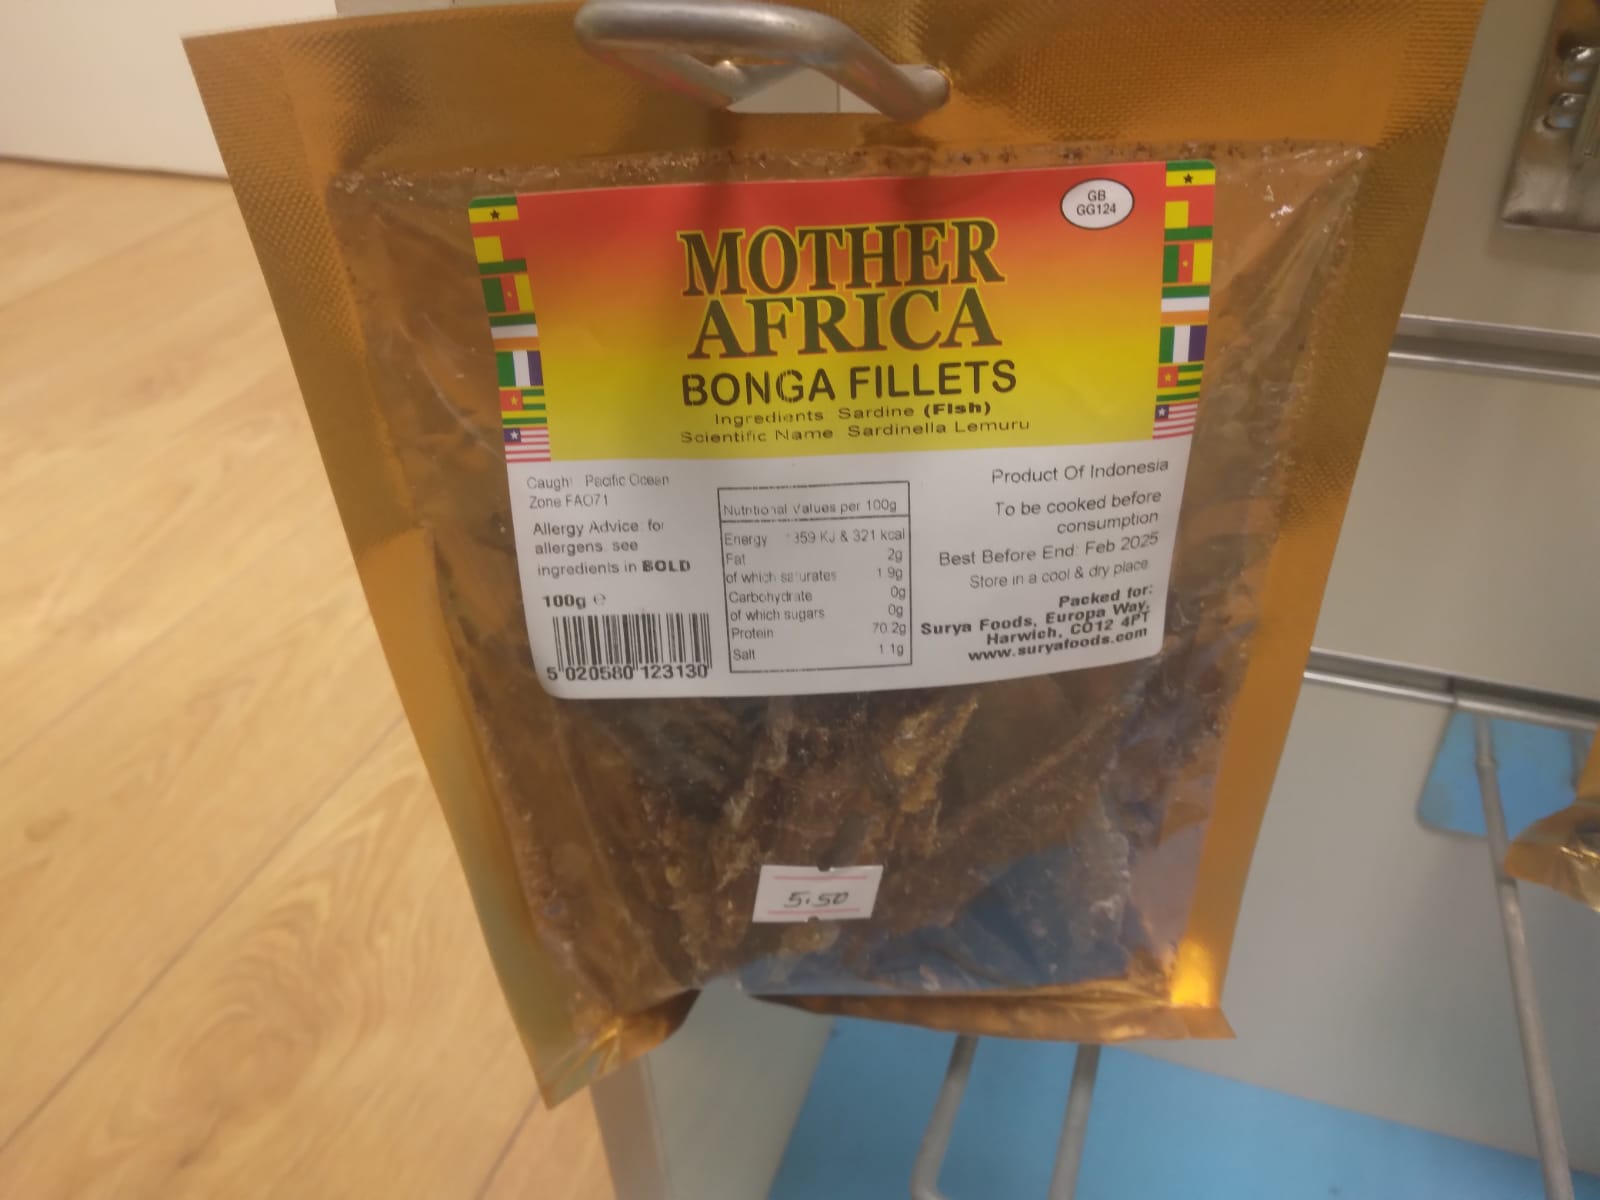 GB
GG124
MOTHER
AFRICA
BONGA FILLETS
Ingredients Sardine (Fish)
Scientific Name Sardinella Lemuru
Caught Pacific Ocean
Zone FAO71
Allergy Advice for
allergens see
ingredients in BOLD
100g e
5 020580 123130
Nutritional Values per 100g
Energy 359 KJ & 321 kcal
Fat 2g
of which saturates 1 9g
Carbohydrate 0g
of which sugars 0g
Protein 70 2g
Salt 1 1g
Product Of Indonesia
To be cooked before
consumption
Best Before End: Feb 2025
Store in a cool & dry place
Packed for:
Surya Foods, Europa Way,
Harwich, CO12 4PT
www.suryafoods.com
5.50